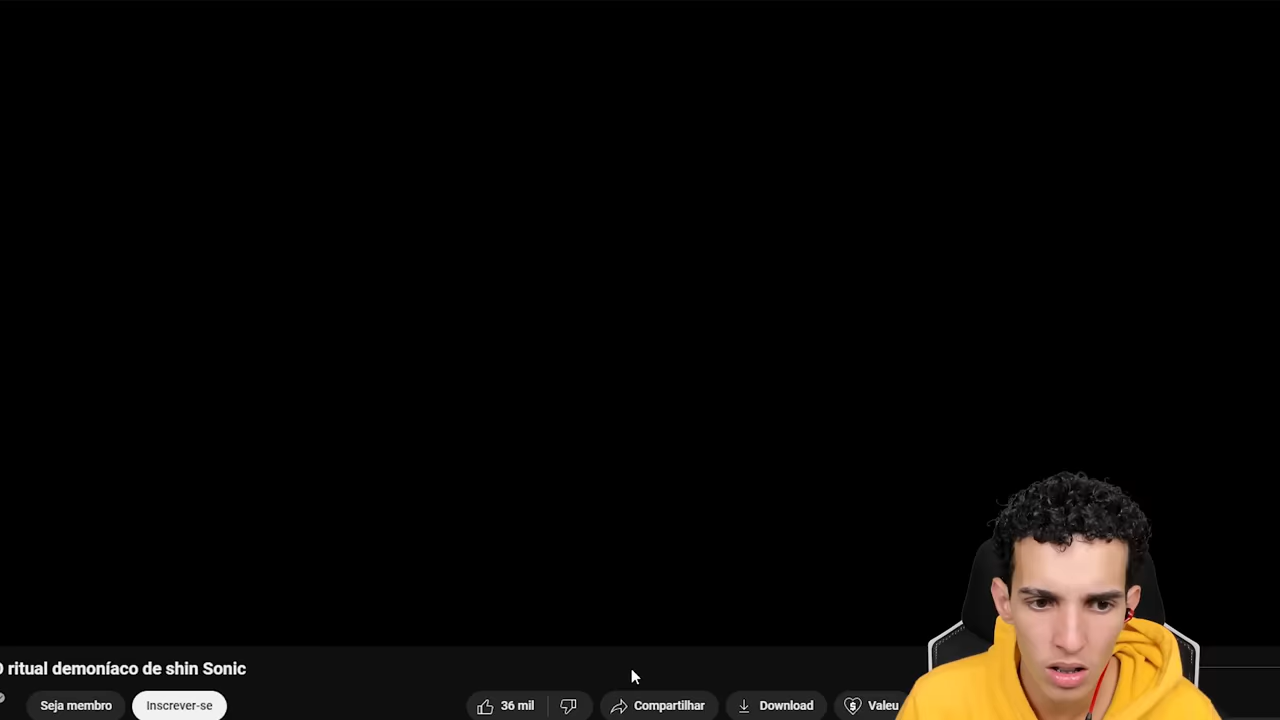 ritual demoníaco de shin Sonic
Seja membro
Inscrever-se
36 mil
Compartilhar
Download
Valeu